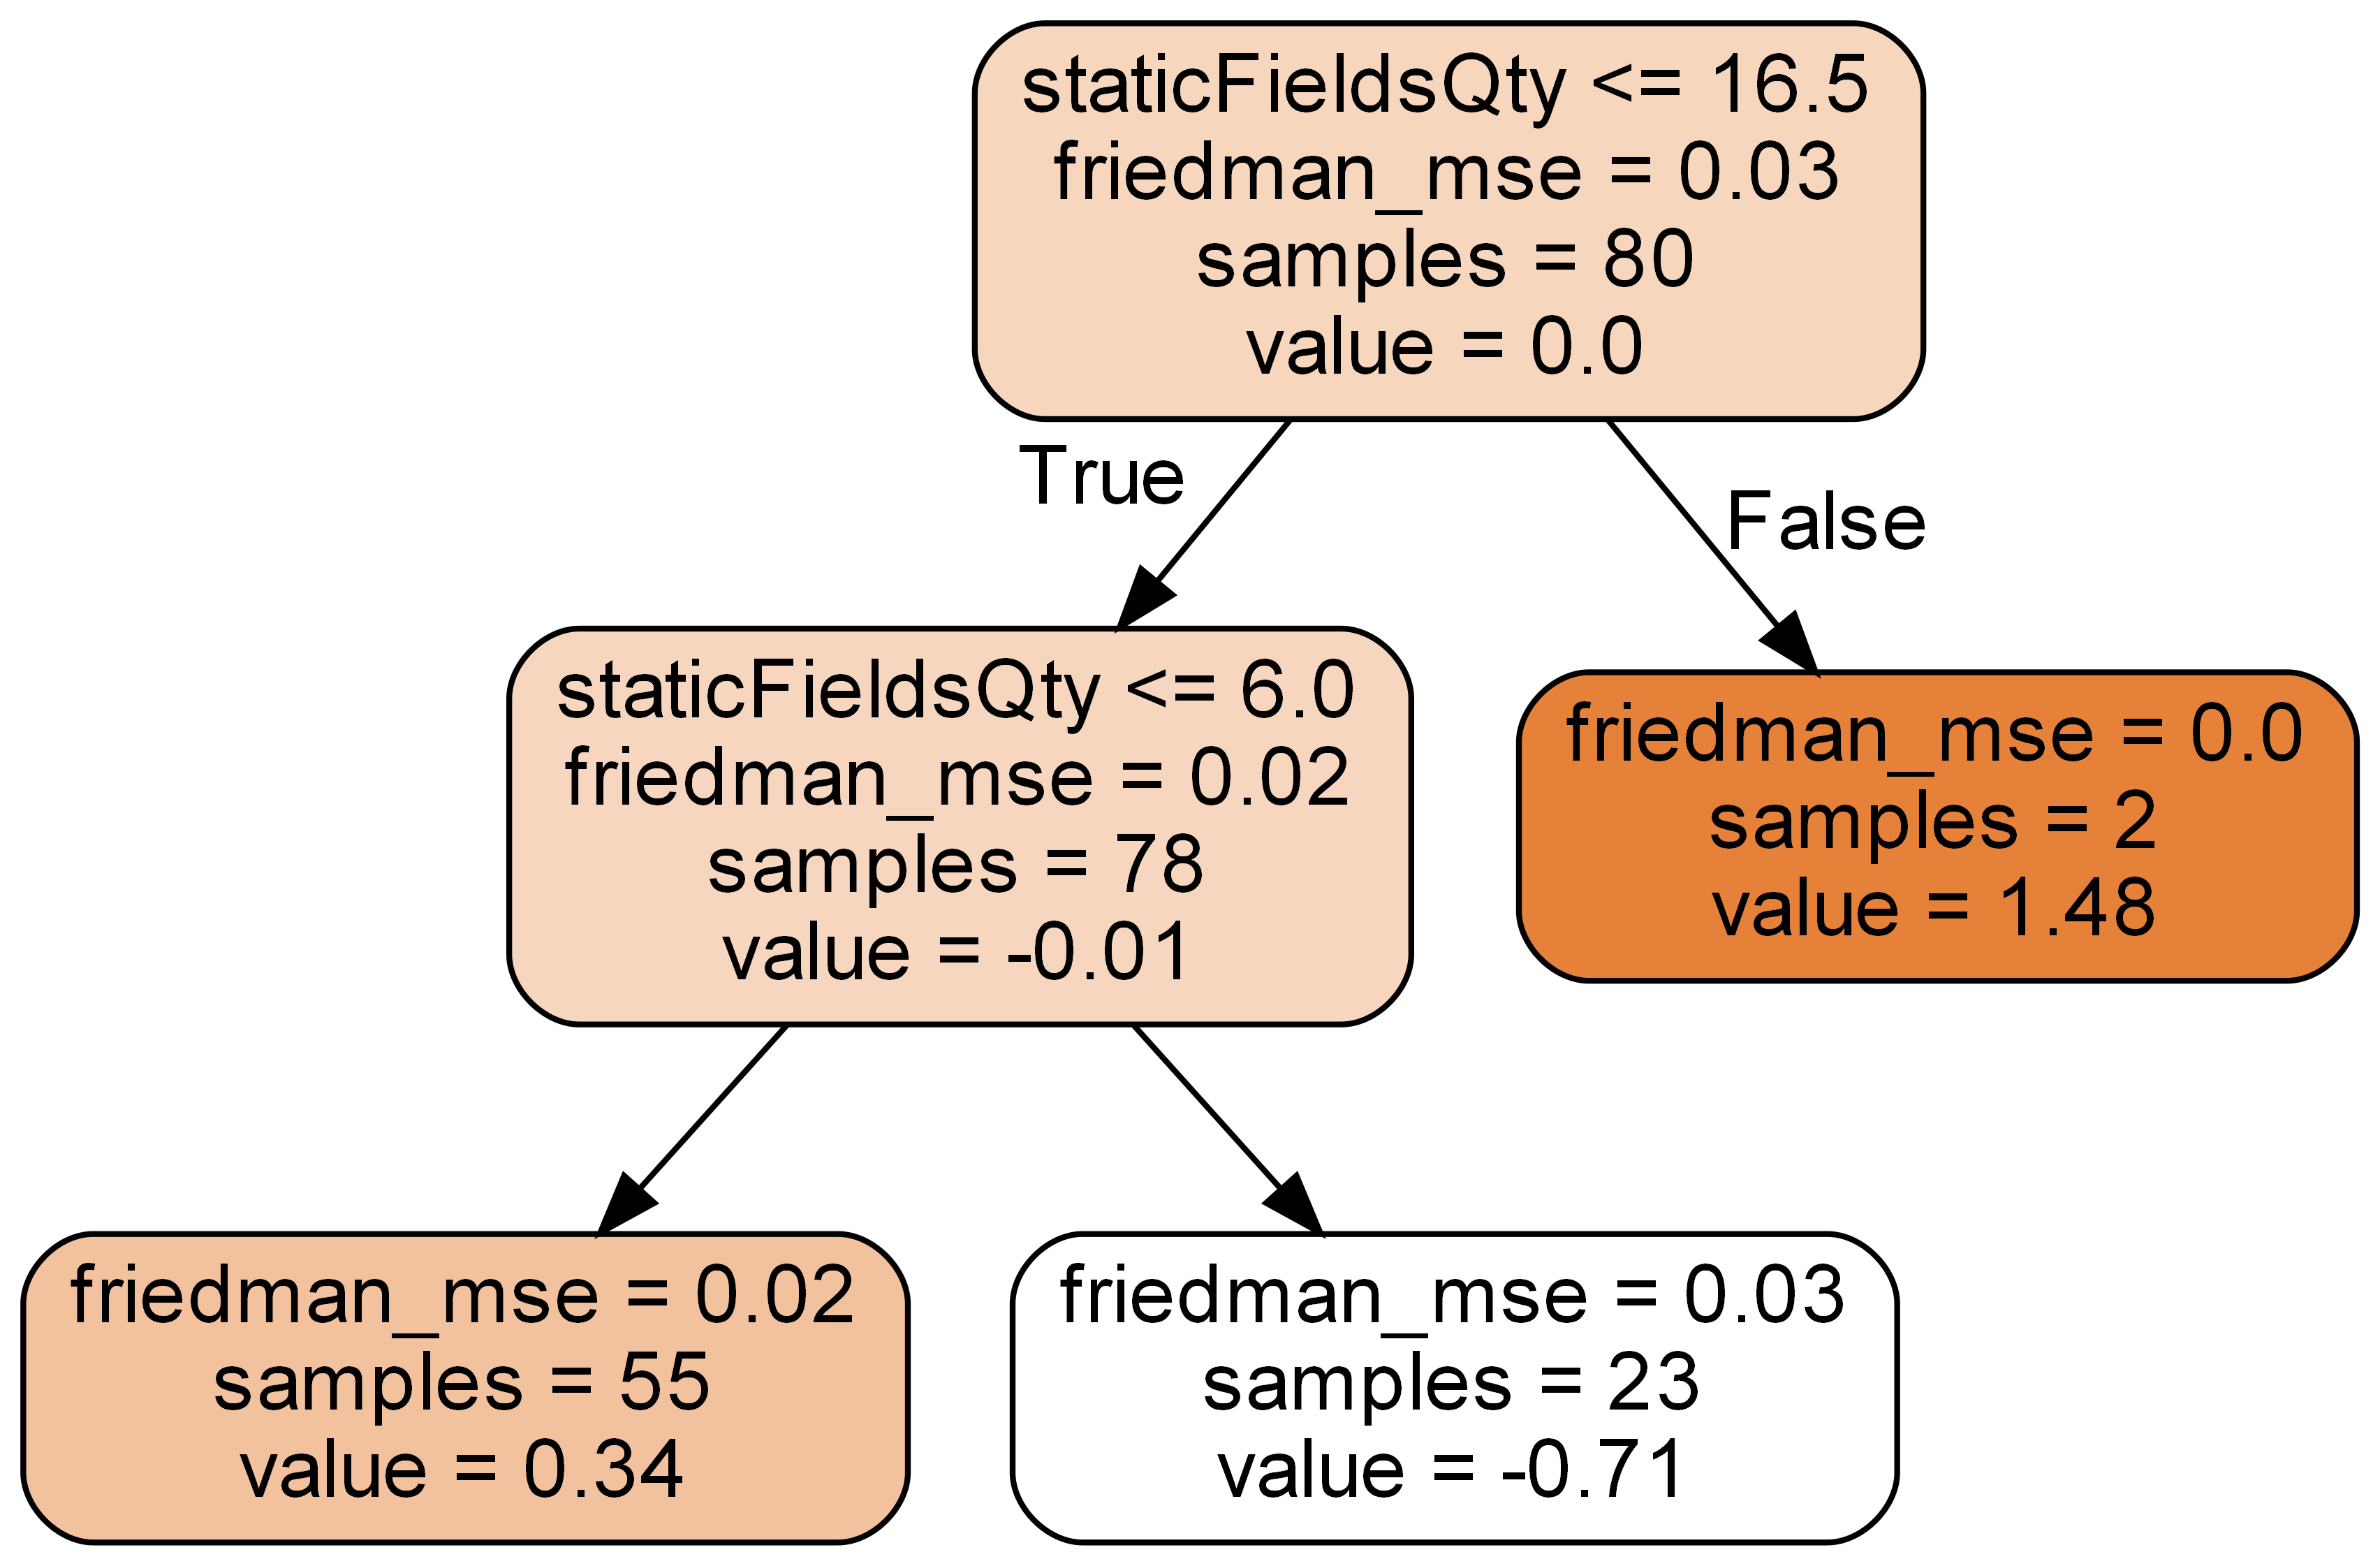 staticFieldsQty <= 16.5
friedman_mse = 0.03
samples = 80
value = 0.0
True
False
staticFieldsQty <= 6.0
friedman_mse = 0.02
samples = 78
value = -0.01
friedman_mse = 0.0
samples = 2
value = 1.48
friedman_mse = 0.02
samples = 55
value = 0.34
friedman_mse = 0.03
samples = 23
value = -0.71